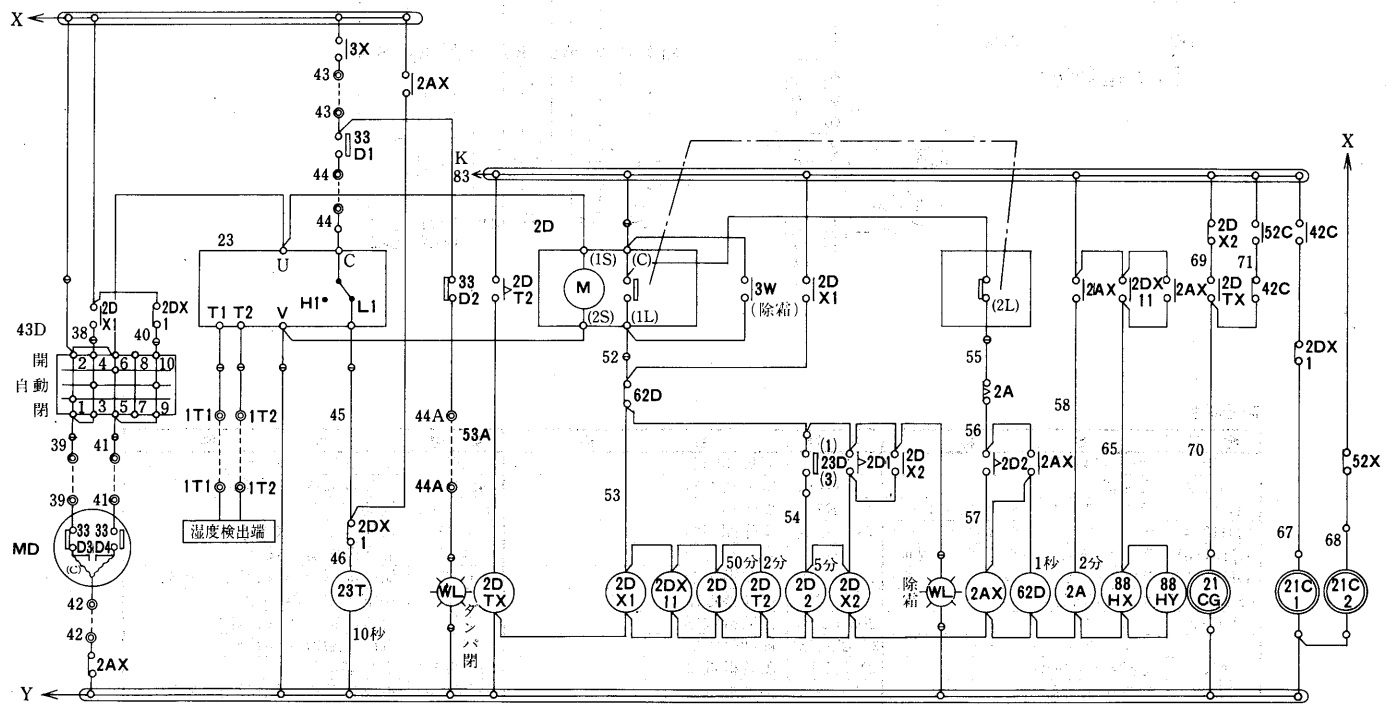 X
3X
43
2AX
43
33
D1
44
44
K
83
X
23
U
C
H1
L1
T1
T2
V
2D
(1S)
M
(2S)
(C)
(1L)
33
D2
2D
T2
3W
(除霜)
2D
X1
(2L)
2AX
2DX
11
2AX
2D
X2
69
2D
TX
52C
71
42C
42C
2D
X1
38
2DX
1
40
43D
開
自動
閉
2
4
6
8
10
1
3
5
7
9
39
41
39
41
MD
33
D3
33
D4
(C)
42
42
2AX
1T1
1T2
1T1
1T2
湿度検出端
45
2DX
1
46
23T
10秒
44A
53A
44A
WL
ダンパ閉
2D
TX
52
62D
53
(1)
23D
(3)
2D1
2D
X2
54
55
2A
56
2D2
2AX
57
58
65
70
2DX
1
67
52X
68
2D
X1
2DX
11
2D
1
50分
2D
T2
2分
2D
2
5分
2D
X2
除霜
WL
2AX
62D
1秒
2A
2分
88
HX
88
HY
21
CG
21C
1
21C
2
Y